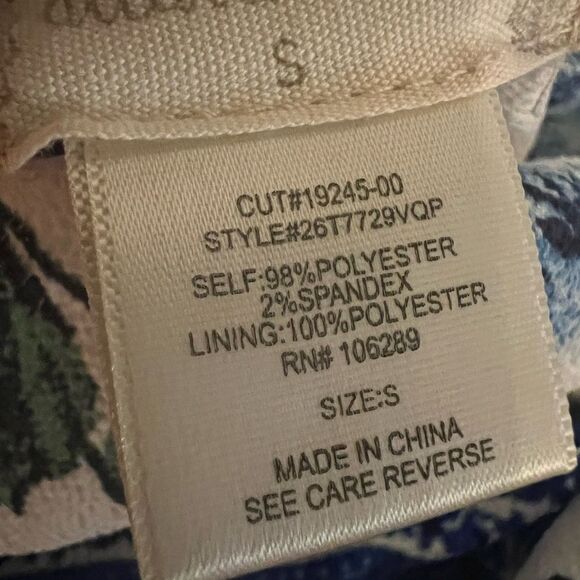 S
CUT#19245-00
STYLE#26T7729VQP
SELF:98%POLYESTER
2%SPANDEX
LINING:100%POLYESTER
RN# 106289
SIZE:S
MADE IN CHINA
SEE CARE REVERSE